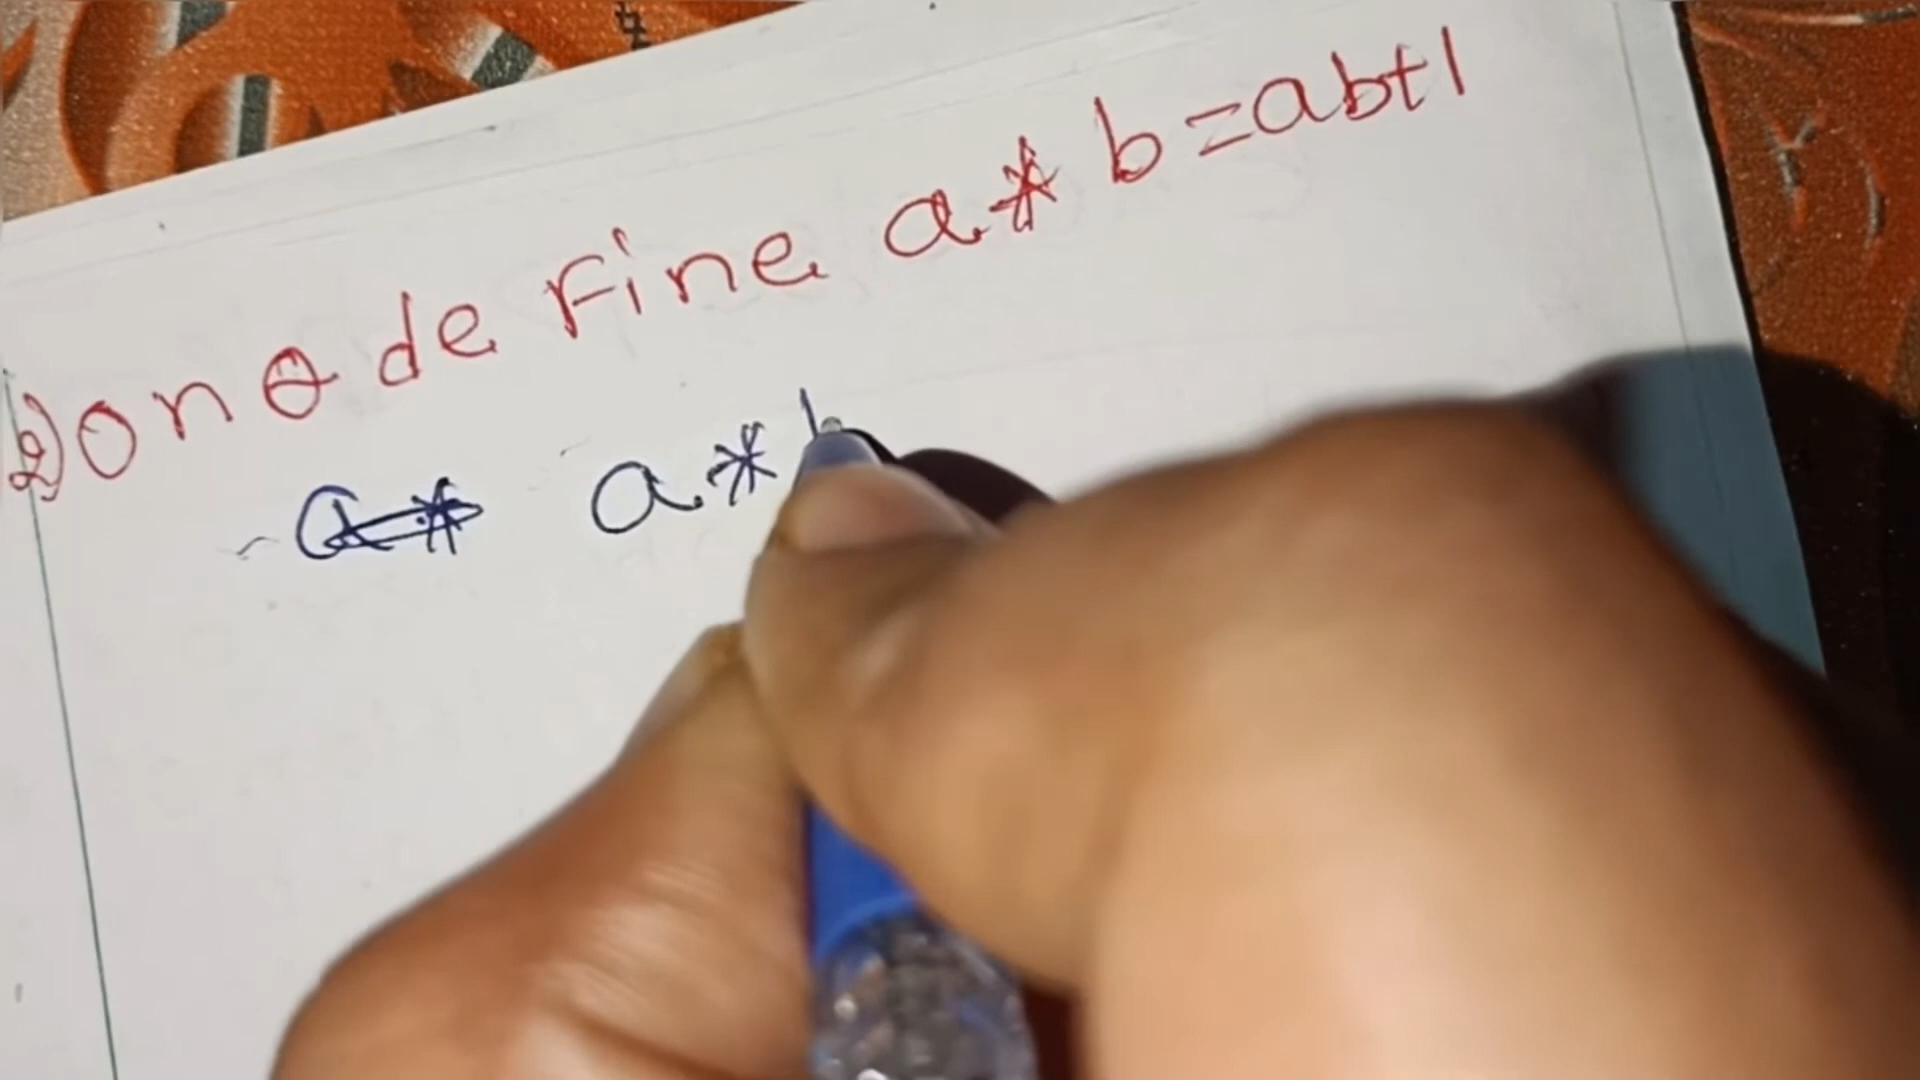 2) On Q define a * b = ab+1
a * b